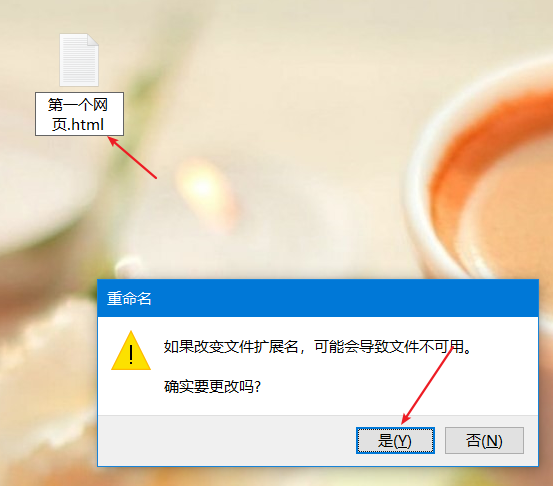 第一个网
页.html
重命名
如果改变文件扩展名，可能会导致文件不可用。
确实要更改吗?
是(Y)
否(N)